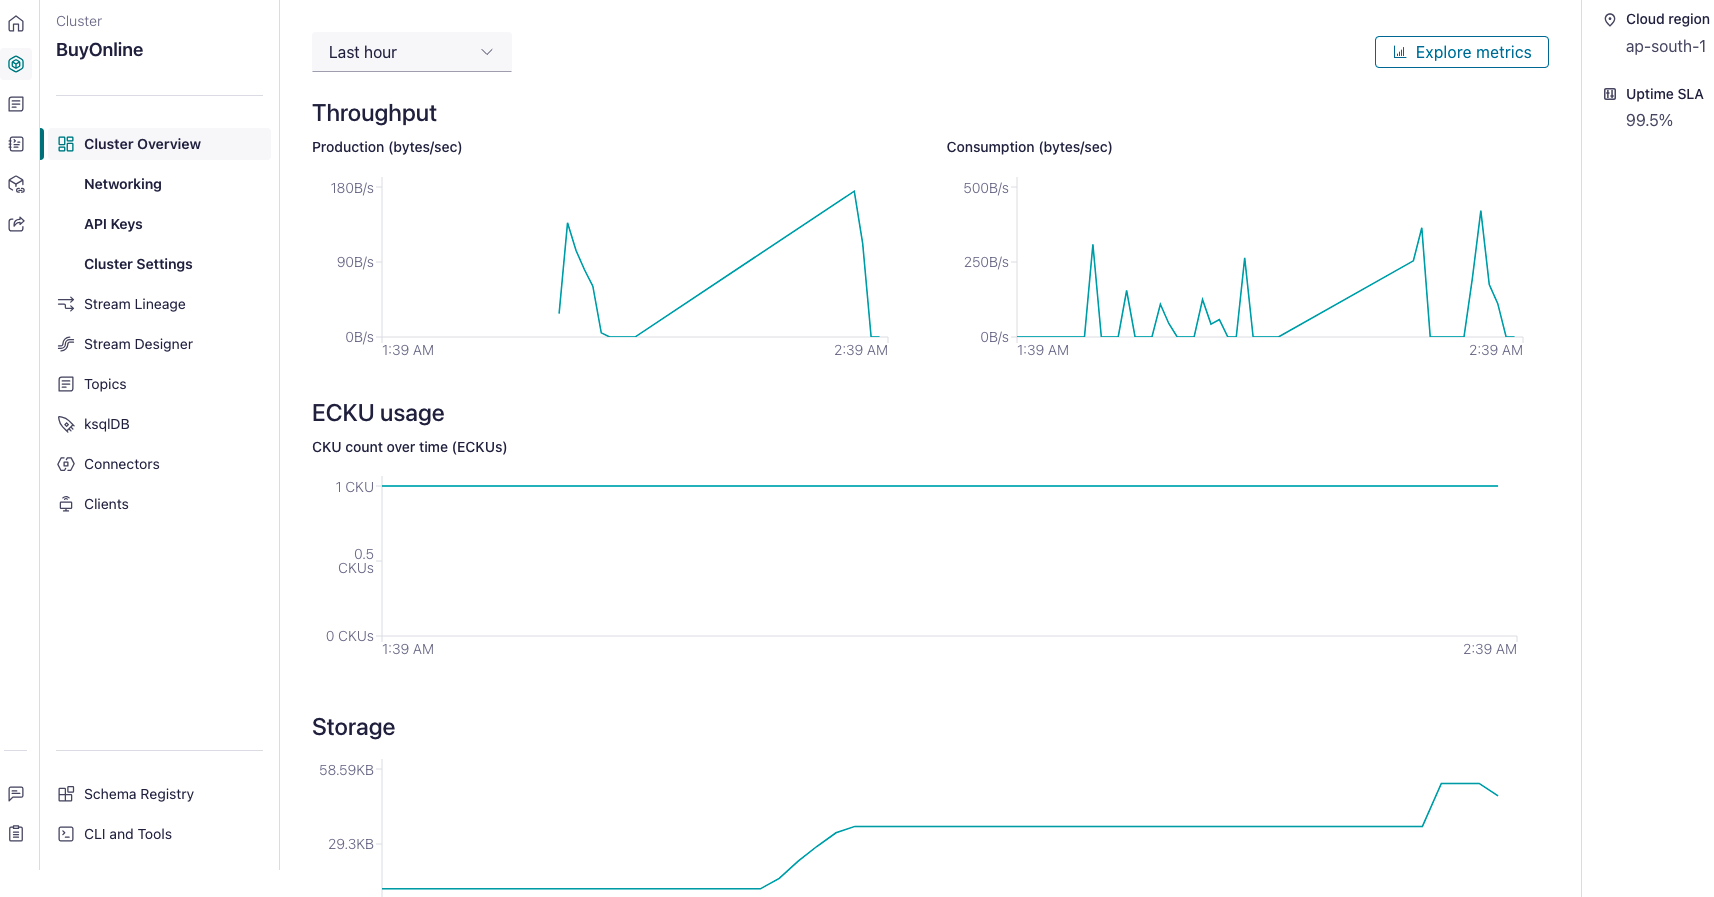 Cluster
BuyOnline
Cluster Overview
Networking
API Keys
Cluster Settings
Stream Lineage
Stream Designer
Topics
ksqlDB
Connectors
Clients
Schema Registry
CLI and Tools
Last hour
Explore metrics
Throughput
Production (bytes/sec)
180B/s
90B/s
0B/s
1:39 AM
2:39 AM
Consumption (bytes/sec)
500B/s
250B/s
0B/s
1:39 AM
2:39 AM
ECKU usage
CKU count over time (ECKUs)
1 CKU
0.5
CKUs
0 CKUs
1:39 AM
2:39 AM
Storage
58.59KB
29.3KB
Cloud region
ap-south-1
Uptime SLA
99.5%